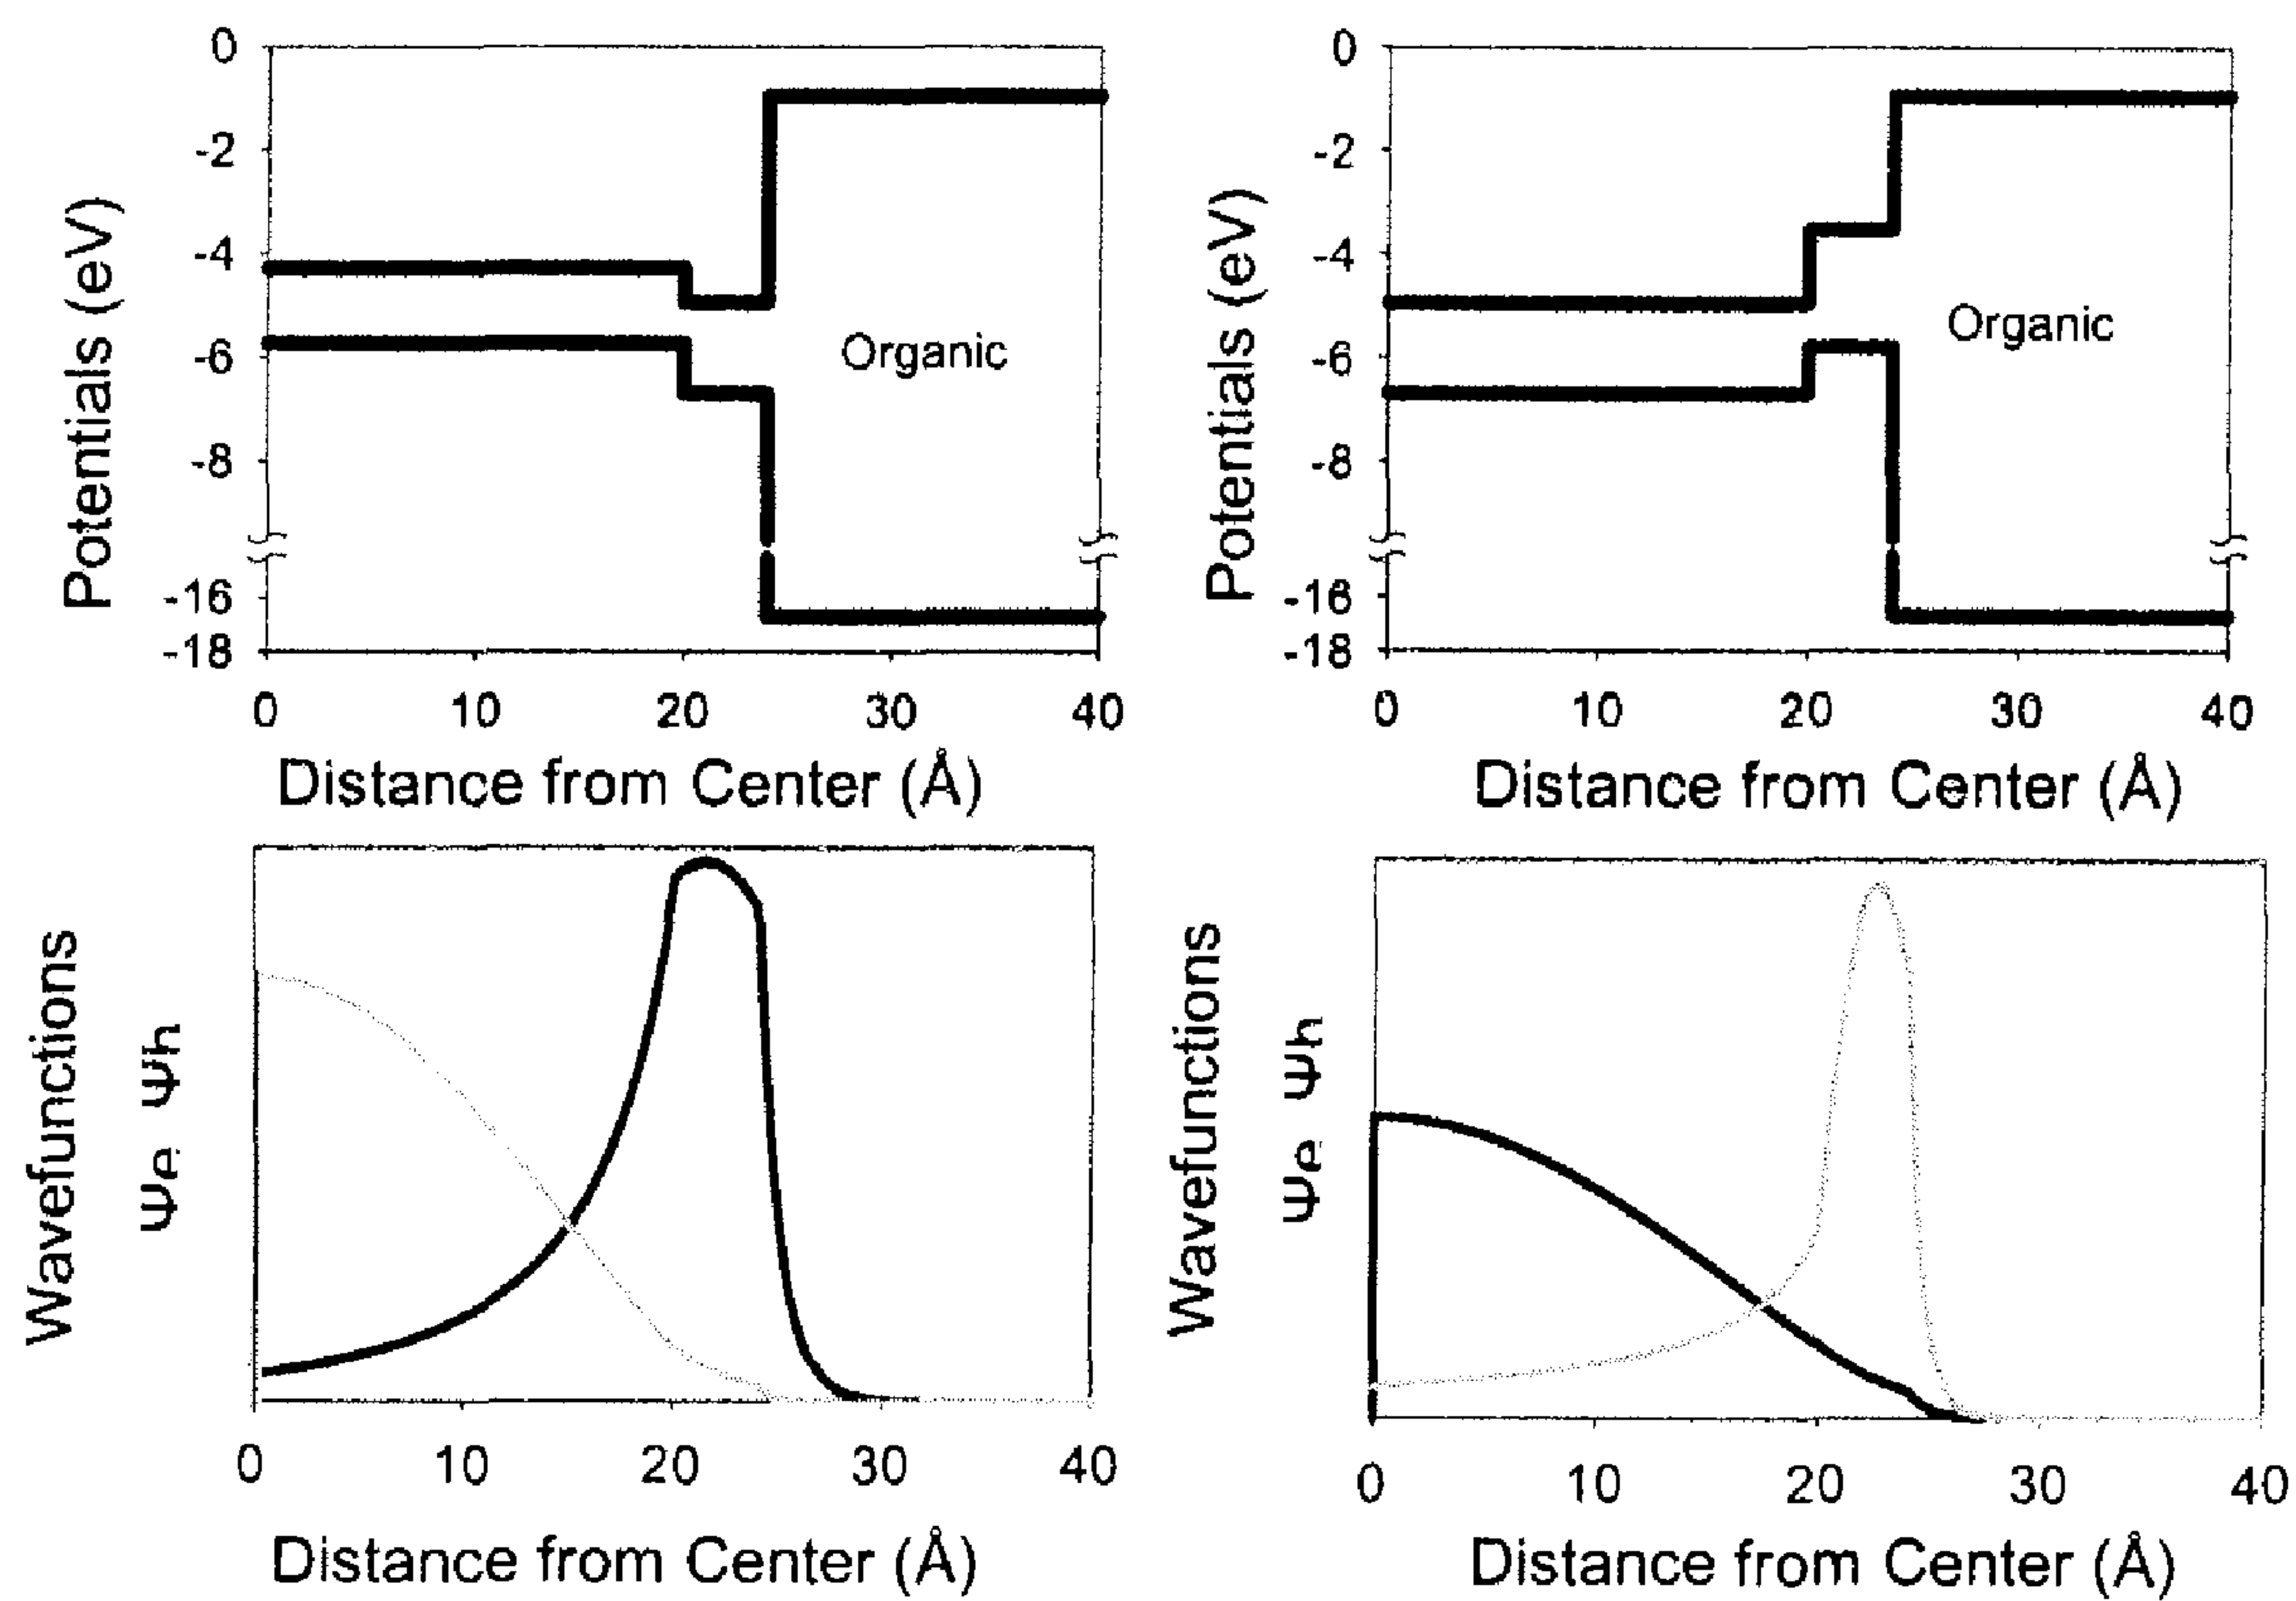 Potentials (eV)
0
-2
-4
-6
-8
-16
-18
Organic
0 10 20 30 40
Distance from Center (Å)
Potentials (eV)
0
-2
-4
-6
-8
-16
-18
Organic
0 10 20 30 40
Distance from Center (Å)
Wavefunctions
Ψe Ψh
0 10 20 30 40
Distance from Center (Å)
Wavefunctions
Ψe Ψh
0 10 20 30 40
Distance from Center (Å)